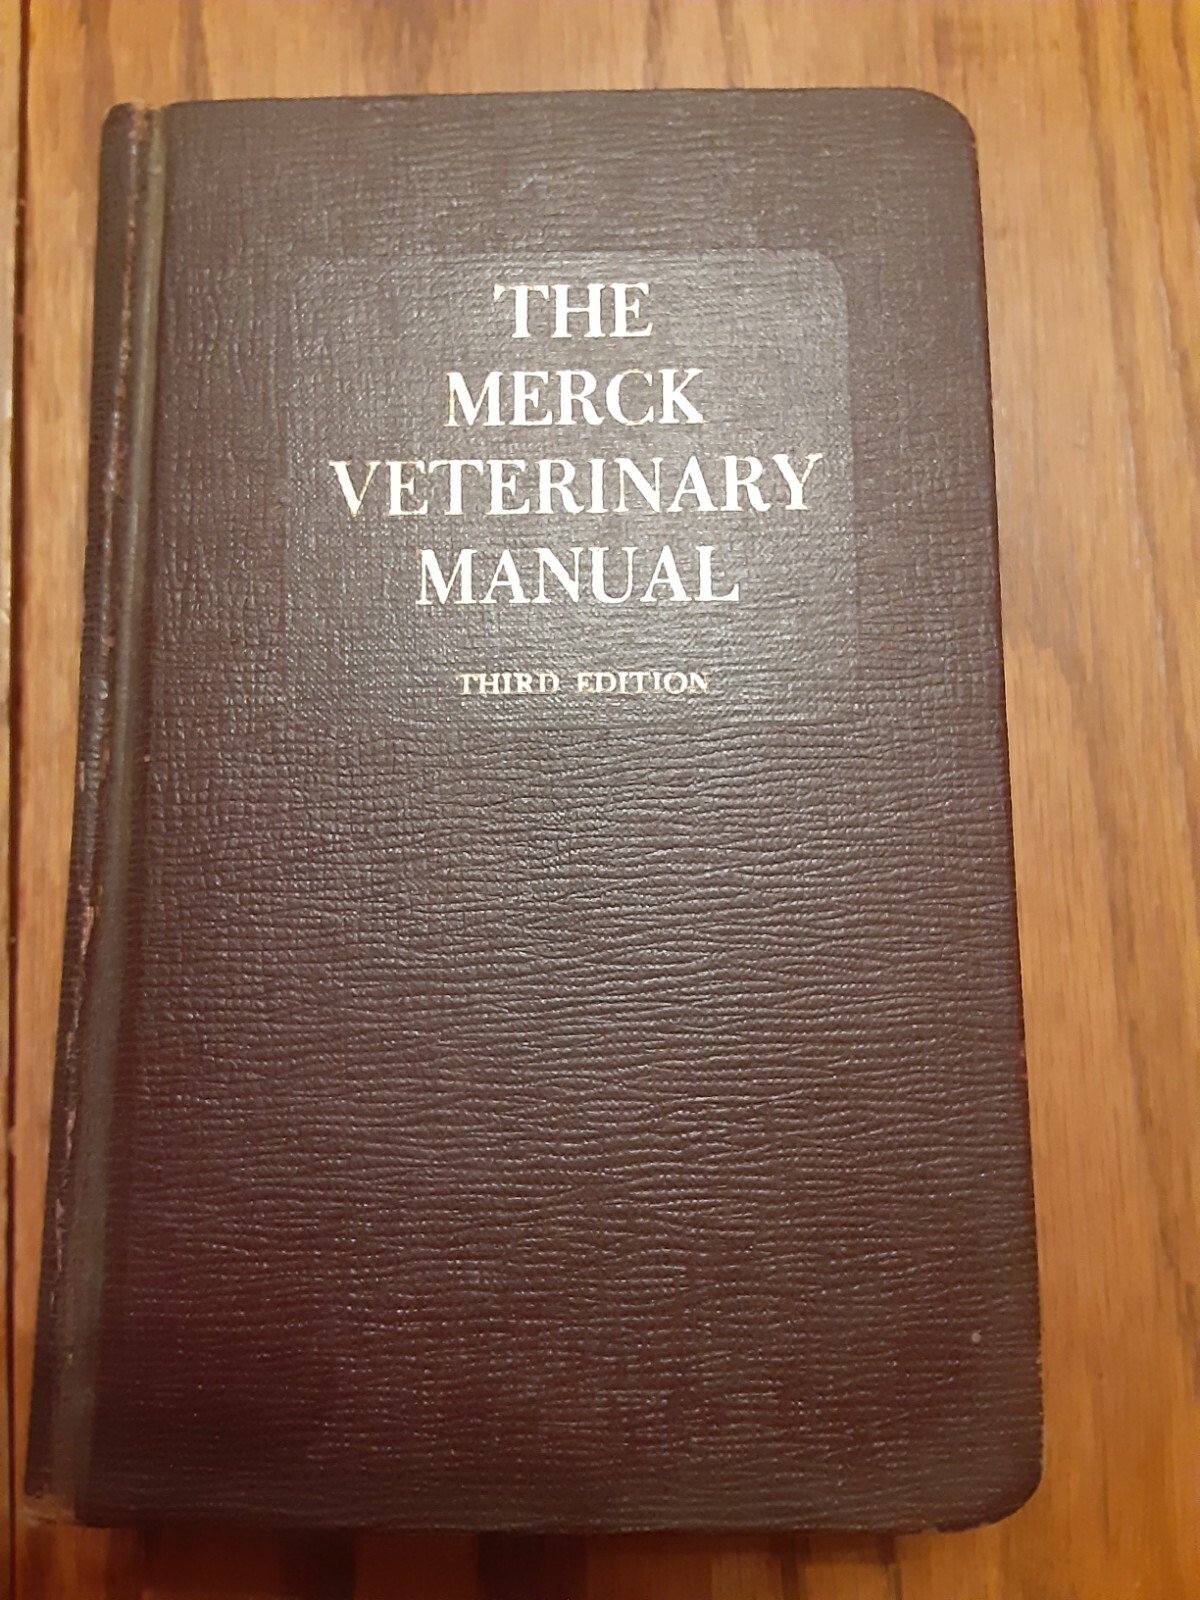 THE
MERCK
VETERINARY
MANUAL
THIRD EDITION